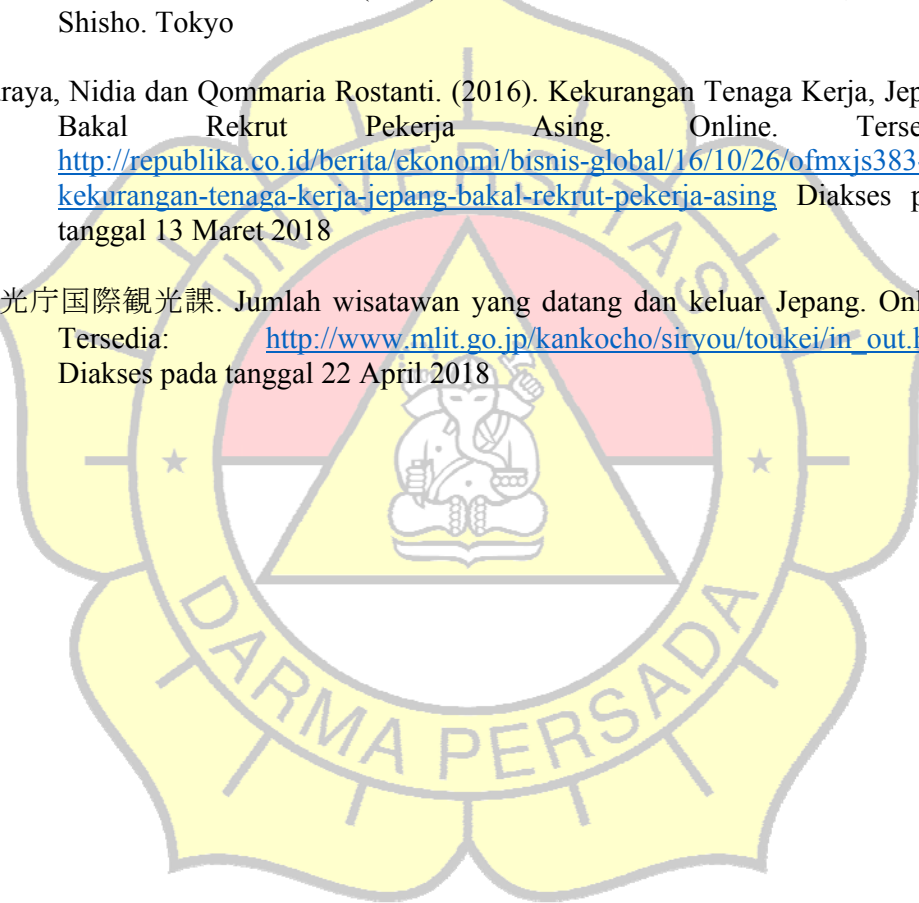 Shisho. Tokyo
raya, Nidia dan Qommaria Rostanti. (2016). Kekurangan Tenaga Kerja, Jep
Bakal Rekrut Pekerja Asing. Online. Terse
http://republika.co.id/berita/ekonomi/bisnis-global/16/10/26/ofmxjs383-
kekurangan-tenaga-kerja-jepang-bakal-rekrut-pekerja-asing Diakses p
tanggal 13 Maret 2018
光庁国際観光課. Jumlah wisatawan yang datang dan keluar Jepang. Onl
Tersedia: http://www.mlit.go.jp/kankocho/siryou/toukei/in_out.h
Diakses pada tanggal 22 April 2018
UNIVERSITAS
DARMA PERSADA